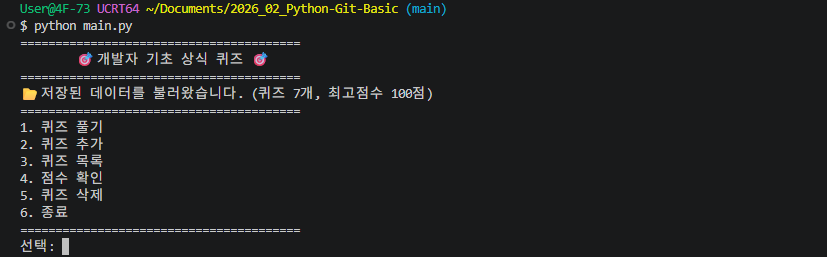 User@4F-73 UCRT64 ~/Documents/2026_02_Python-Git-Basic (main)
$ python main.py
========================================
🎯 개발자 기초 상식 퀴즈 🎯
========================================
📂 저장된 데이터를 불러왔습니다. (퀴즈 7개, 최고점수 100점)
========================================
1. 퀴즈 풀기
2. 퀴즈 추가
3. 퀴즈 목록
4. 점수 확인
5. 퀴즈 삭제
6. 종료
========================================
선택: